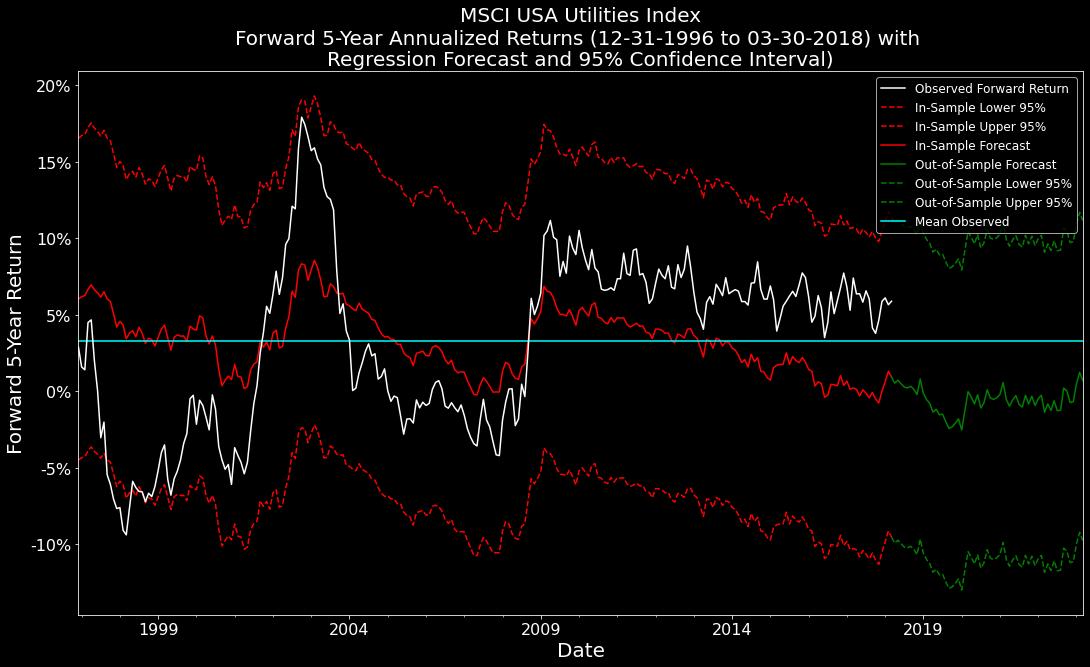 MSCI USA Utilities Index
Forward 5-Year Annualized Returns (12-31-1996 to 03-30-2018) with
Regression Forecast and 95% Confidence Interval)
Observed Forward Return
In-Sample Lower 95%
In-Sample Upper 95%
In-Sample Forecast
Out-of-Sample Forecast
Out-of-Sample Lower 95%
Out-of-Sample Upper 95%
Mean Observed
Forward 5-Year Return
20%
15%
10%
5%
0%
-5%
-10%
1999
2004
2009
2014
2019
Date